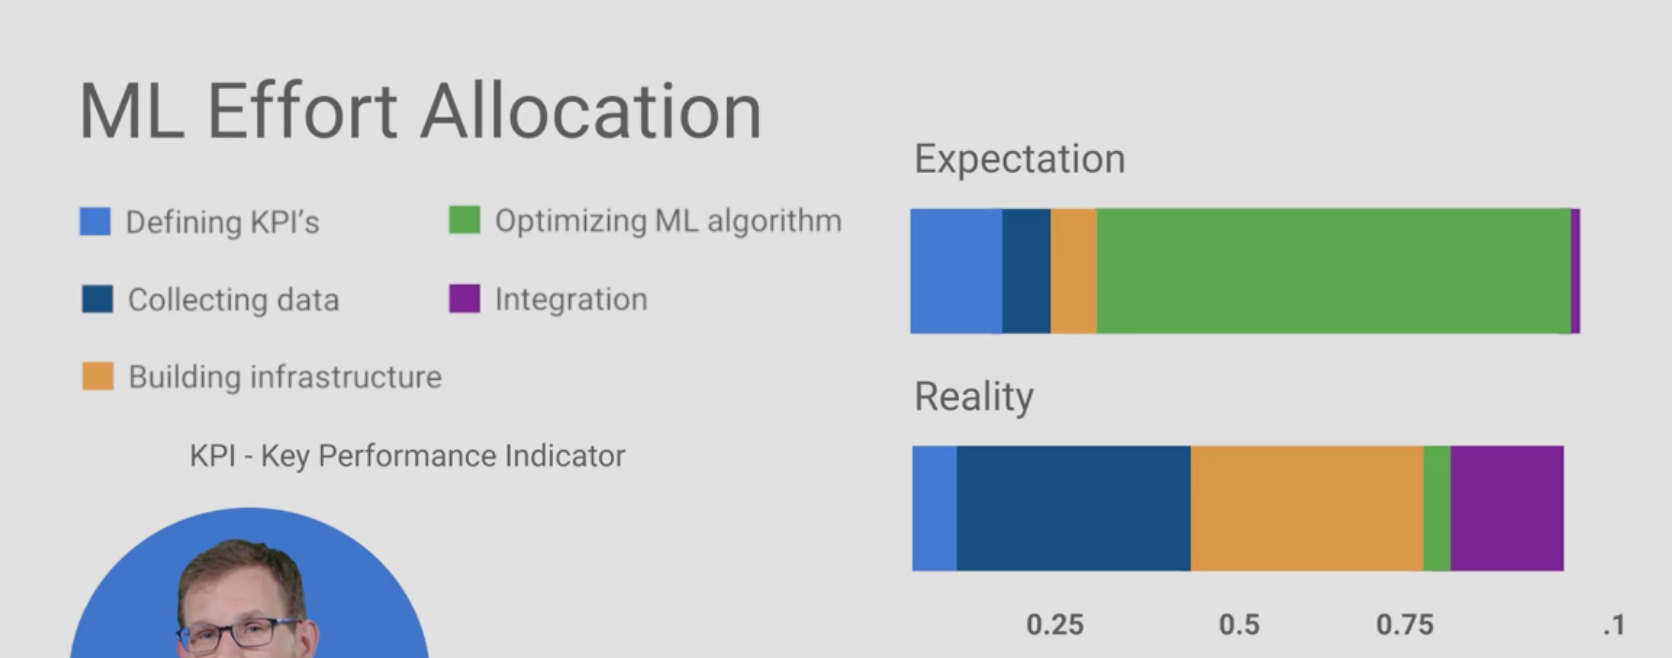 ML Effort Allocation
Defining KPI's
Optimizing ML algorithm
Collecting data
Integration
Building infrastructure
KPI - Key Performance Indicator
Expectation
Reality
0.25 0.5 0.75 .1